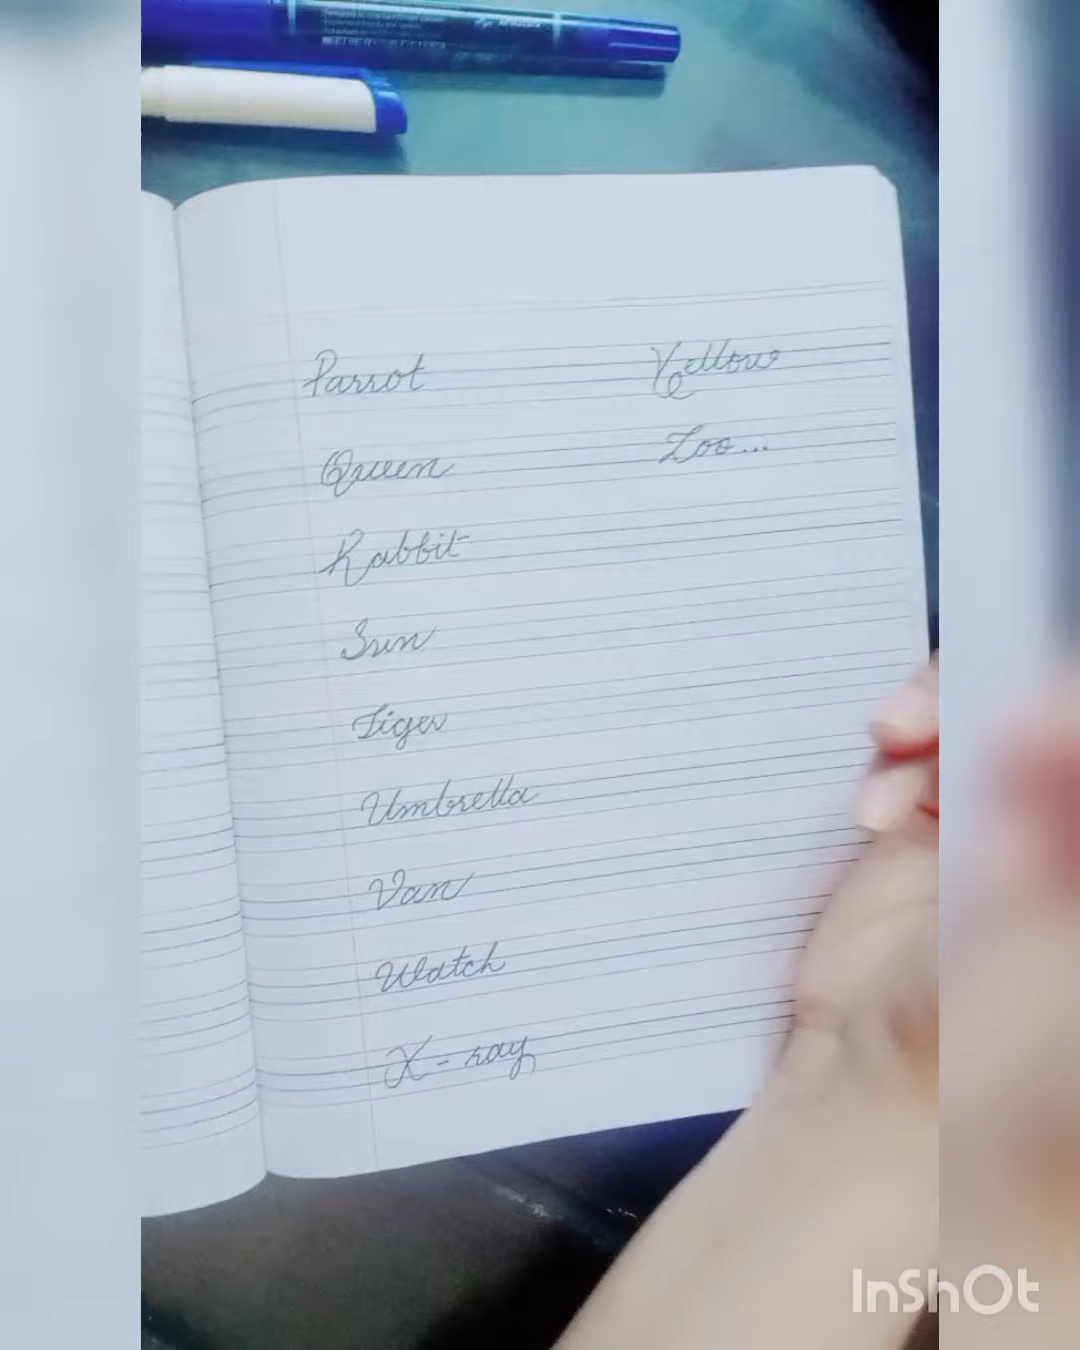 Parrot
Queen
Rabbit
Sun
Tiger
Umbrella
Van
Watch
X-ray
Yellow
Zoo...
InShOt